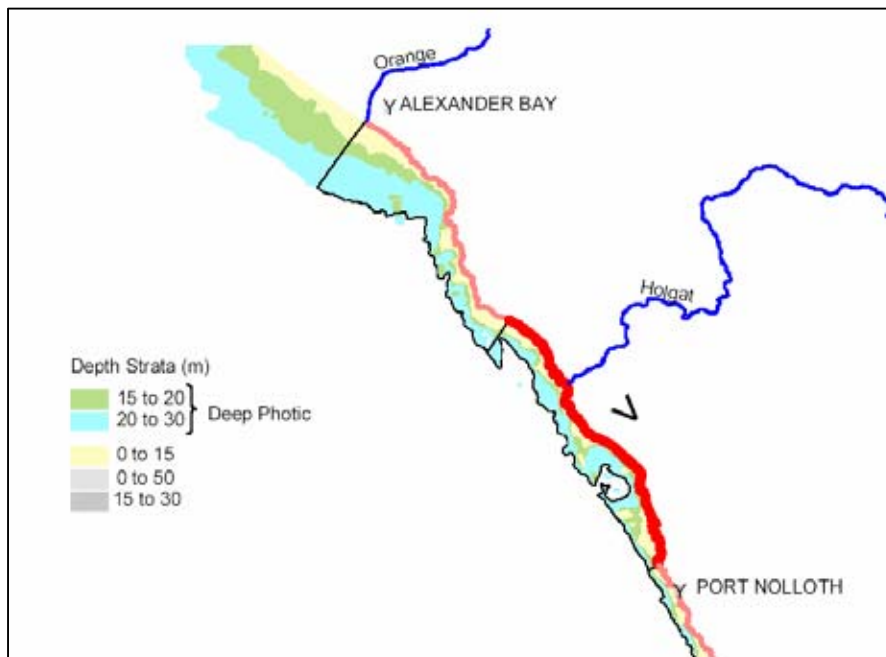 Orange
Y ALEXANDER BAY
Holgat
Depth Strata (m)
15 to 20
20 to 30
Deep Photic
0 to 15
0 to 50
15 to 30
V
Y PORT NOLLOTH